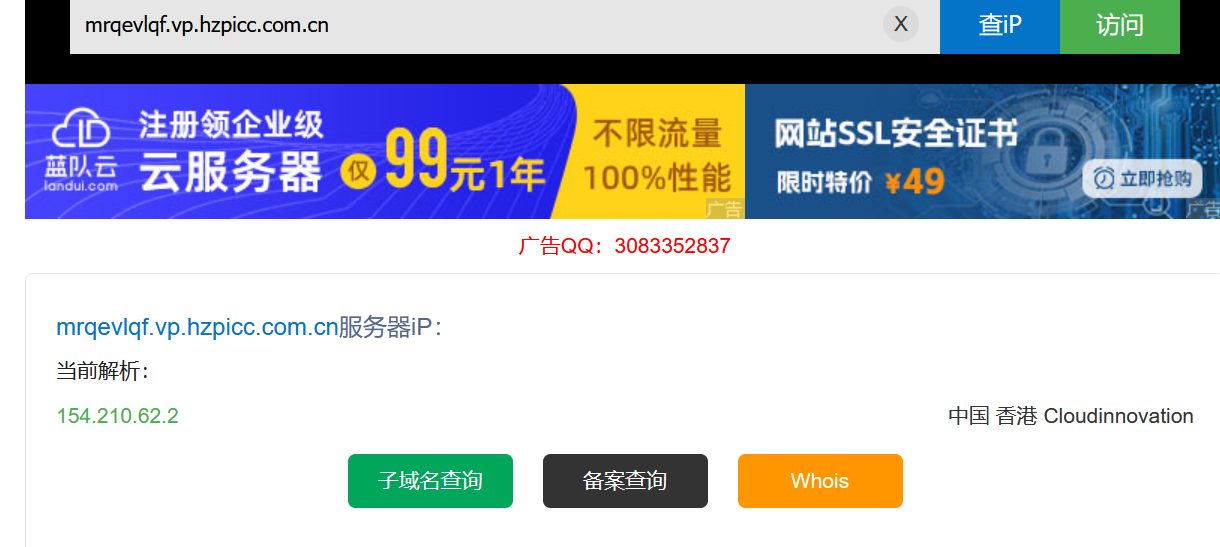 mrqevlqf.vp.hzpicc.com.cn
X
查iP
访问
蓝队云
landui.com
注册领企业级
云服务器
仅99元1年
不限流量
100%性能
广告
网站SSL安全证书
限时特价 ¥49
立即抢购
广告
广告QQ：3083352837
mrqevlqf.vp.hzpicc.com.cn服务器iP：
当前解析：
154.210.62.2
中国 香港 Cloudinnovation
子域名查询
备案查询
Whois